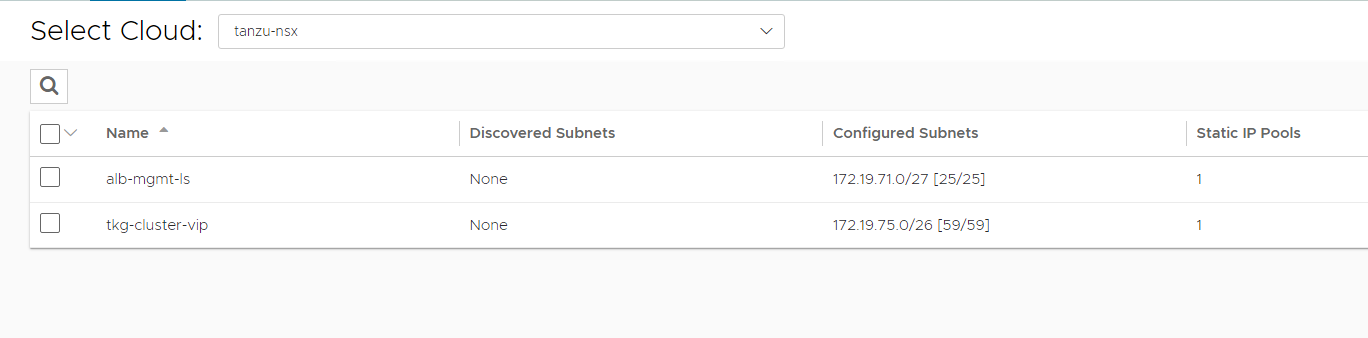 Select Cloud: tanzu-nsx
Name Discovered Subnets Configured Subnets Static IP Pools
alb-mgmt-ls None 172.19.71.0/27 [25/25] 1
tkg-cluster-vip None 172.19.75.0/26 [59/59] 1